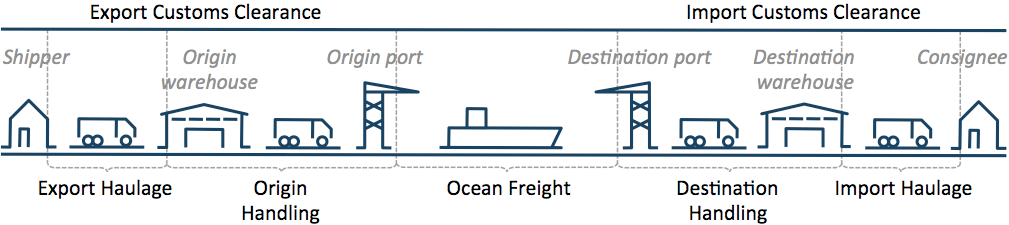 Export Customs Clearance
Import Customs Clearance
Shipper
Origin
warehouse
Origin port
Destination port
Destination
warehouse
Consignee
Export Haulage
Origin
Handling
Ocean Freight
Destination
Handling
Import Haulage